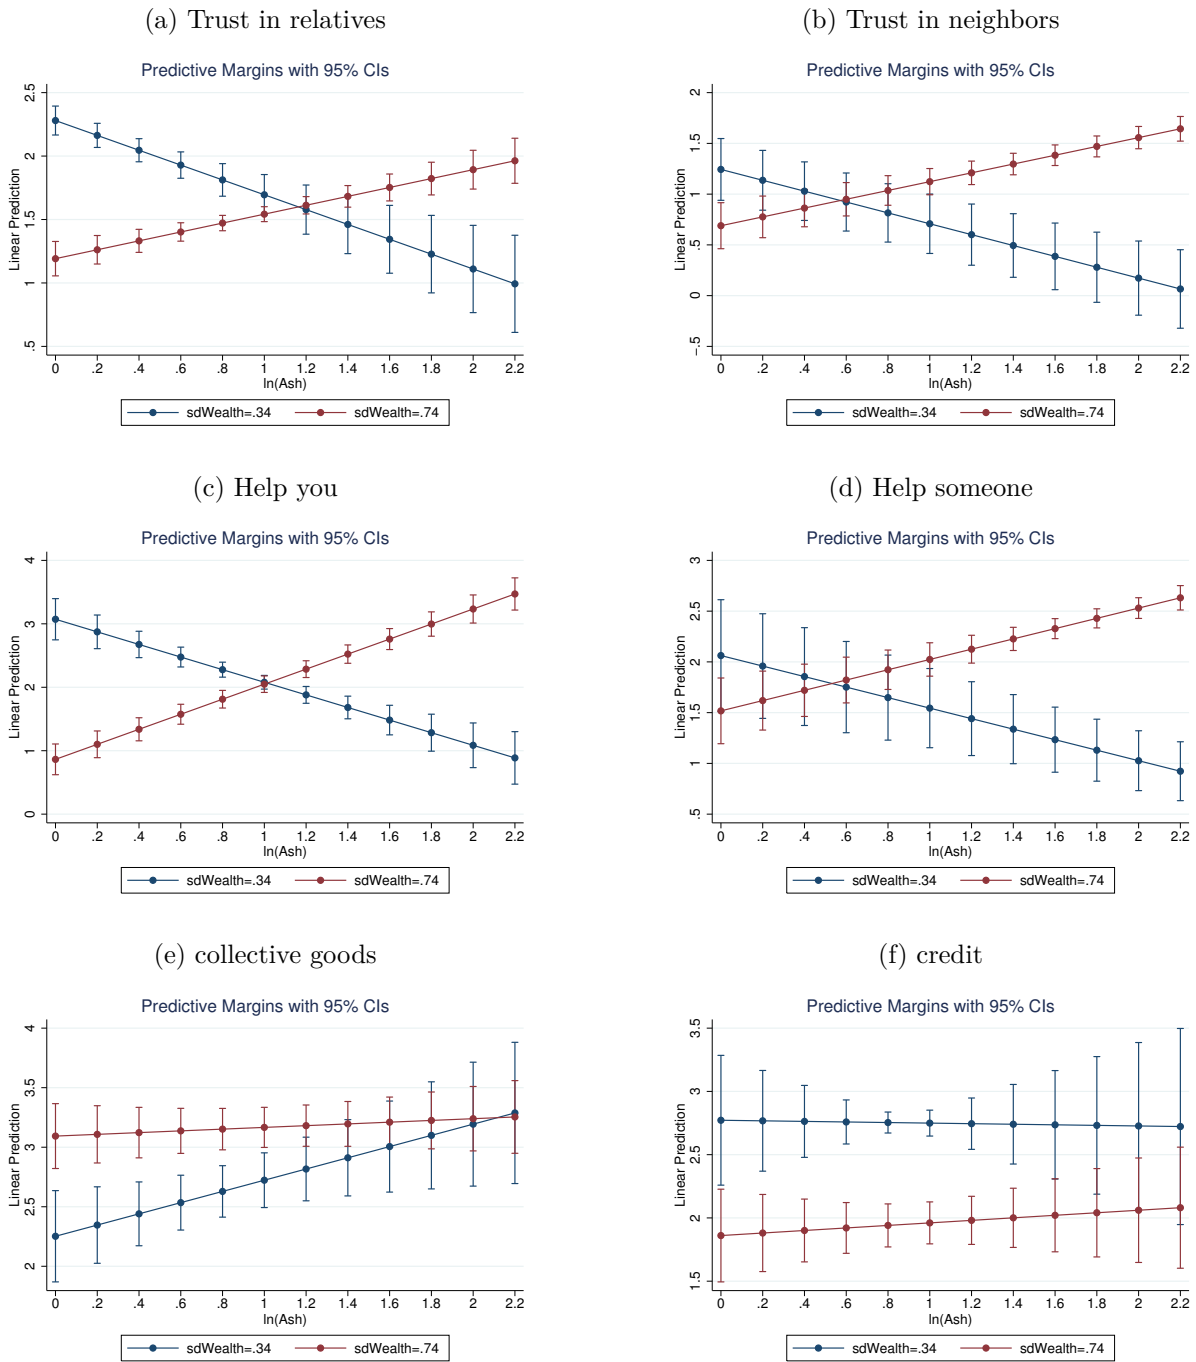 (a) Trust in relatives
Predictive Margins with 95% CIs
Linear Prediction
2.5
2
1.5
1
.5
0 .2 .4 .6 .8 1 1.2 1.4 1.6 1.8 2 2.2
ln(Ash)
sdWealth=.34 sdWealth=.74
(b) Trust in neighbors
Predictive Margins with 95% CIs
Linear Prediction
2
1.5
1
.5
0
-.5
0 .2 .4 .6 .8 1 1.2 1.4 1.6 1.8 2 2.2
ln(Ash)
sdWealth=.34 sdWealth=.74
(c) Help you
Predictive Margins with 95% CIs
Linear Prediction
4
3
2
1
0
0 .2 .4 .6 .8 1 1.2 1.4 1.6 1.8 2 2.2
ln(Ash)
sdWealth=.34 sdWealth=.74
(d) Help someone
Predictive Margins with 95% CIs
Linear Prediction
3
2.5
2
1.5
1
.5
0 .2 .4 .6 .8 1 1.2 1.4 1.6 1.8 2 2.2
ln(Ash)
sdWealth=.34 sdWealth=.74
(e) collective goods
Predictive Margins with 95% CIs
Linear Prediction
4
3.5
3
2.5
2
0 .2 .4 .6 .8 1 1.2 1.4 1.6 1.8 2 2.2
ln(Ash)
sdWealth=.34 sdWealth=.74
(f) credit
Predictive Margins with 95% CIs
Linear Prediction
3.5
3
2.5
2
1.5
0 .2 .4 .6 .8 1 1.2 1.4 1.6 1.8 2 2.2
ln(Ash)
sdWealth=.34 sdWealth=.74